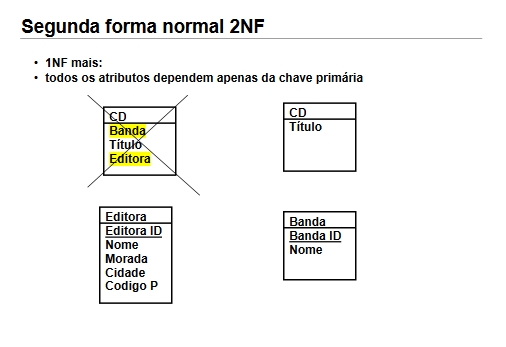 Segunda forma normal 2NF
• 1NF mais:
• todos os atributos dependem apenas da chave primária
CD
Banda
Título
Editora
CD
Título
Editora
Editora ID
Nome
Morada
Cidade
Codigo P
Banda
Banda ID
Nome